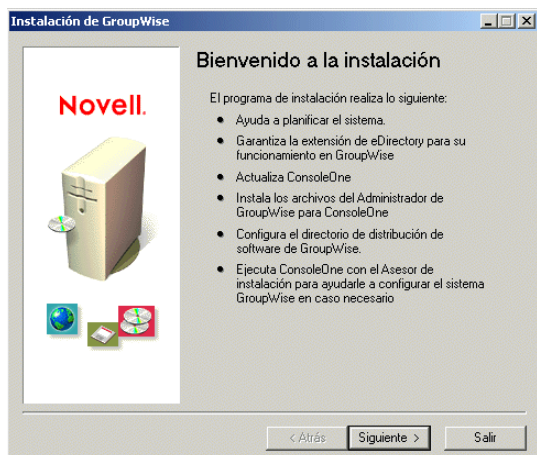 Instalación de GroupWise
Novell.
Bienvenido a la instalación
El programa de instalación realiza lo siguiente:
Ayuda a planificar el sistema.
Garantiza la extensión de eDirectory para su
funcionamiento en GroupWise
Actualiza ConsoleOne
Instala los archivos del Administrador de
GroupWise para ConsoleOne
Configura el directorio de distribución de
software de GroupWise.
Ejecuta ConsoleOne con el Asesor de
instalación para ayudarle a configurar el sistema
GroupWise en caso necesario
< Atrás Siguiente > Salir